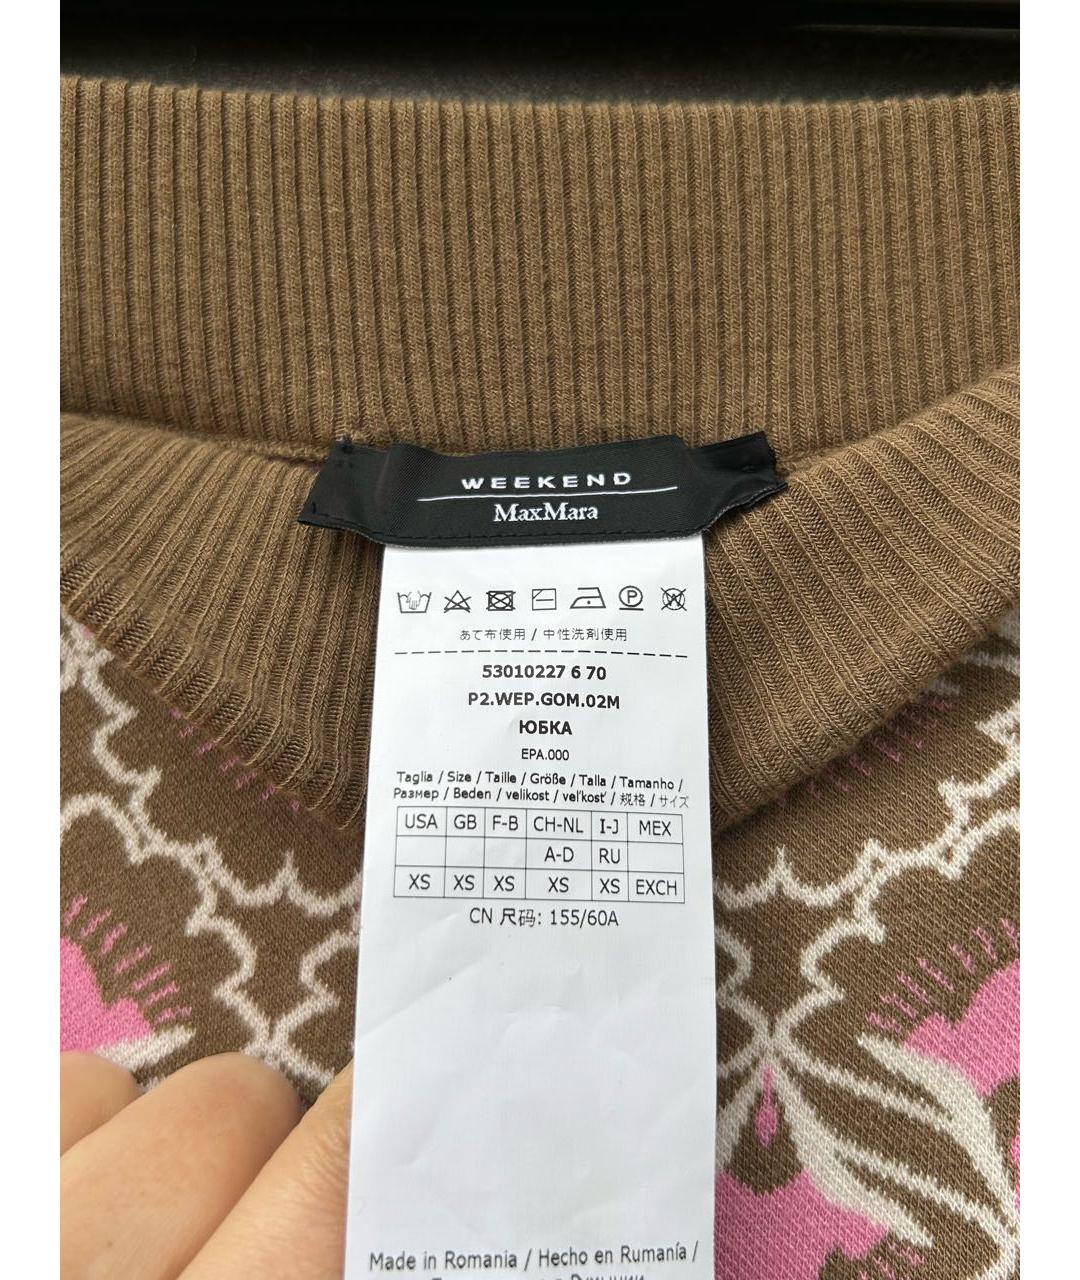 WEEKEND
MaxMara
あて布使用 / 中性洗剤使用
53010227 6 70
P2.WEP.GOM.02M
ЮБКА
EPA.000
Taglia / Size / Taille / Größe / Talla / Tamanho /
Размер / Beden / velikost / veľkosť / 规格 / サイズ
USA GB F-B CH-NL I-J MEX
A-D RU
XS XS XS XS XS EXCH
CN 尺码: 155/60A
Made in Romania / Hecho en Rumanía /